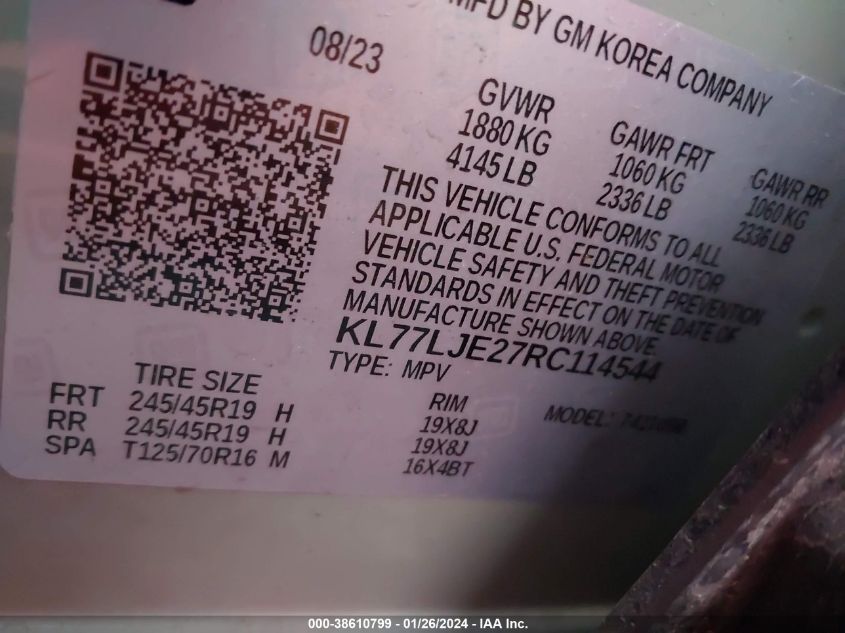 MFD BY GM KOREA COMPANY
08/23
GVWR GAWR FRT GAWR RR
1880 KG 1060 KG 1060 KG
4145 LB 2336 LB 2336 LB
THIS VEHICLE CONFORMS TO ALL
APPLICABLE U.S. FEDERAL MOTOR
VEHICLE SAFETY AND THEFT PREVENTION
STANDARDS IN EFFECT ON THE DATE OF
MANUFACTURE SHOWN ABOVE.
KL77LJE27RC114544
TYPE: MPV
TIRE SIZE RIM MODEL:
FRT 245/45R19 H 19X8J
RR 245/45R19 H 19X8J
SPA T125/70R16 M 16X4BT
000-38610799 - 01/26/2024 - IAA Inc.